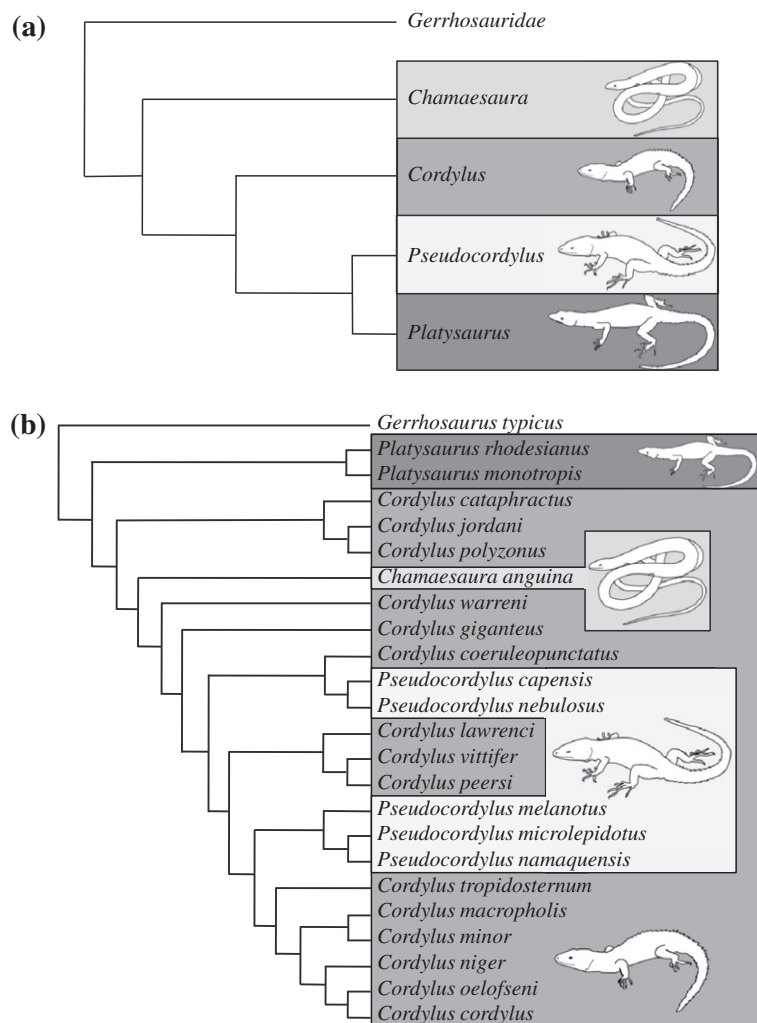 (a)
Gerrhosauridae
Chamaesaura
Cordylus
Pseudocordylus
Platysaurus
(b)
Gerrhosaurus typicus
Platysaurus rhodesianus
Platysaurus monotropis
Cordylus cataphractus
Cordylus jordani
Cordylus polyzonus
Chamaesaura anguina
Cordylus warreni
Cordylus giganteus
Cordylus coeruleopunctatus
Pseudocordylus capensis
Pseudocordylus nebulosus
Cordylus lawrenci
Cordylus vittifer
Cordylus peersi
Pseudocordylus melanotus
Pseudocordylus microlepidotus
Pseudocordylus namaquensis
Cordylus tropidosternum
Cordylus macropholis
Cordylus minor
Cordylus niger
Cordylus oelofseni
Cordylus cordylus